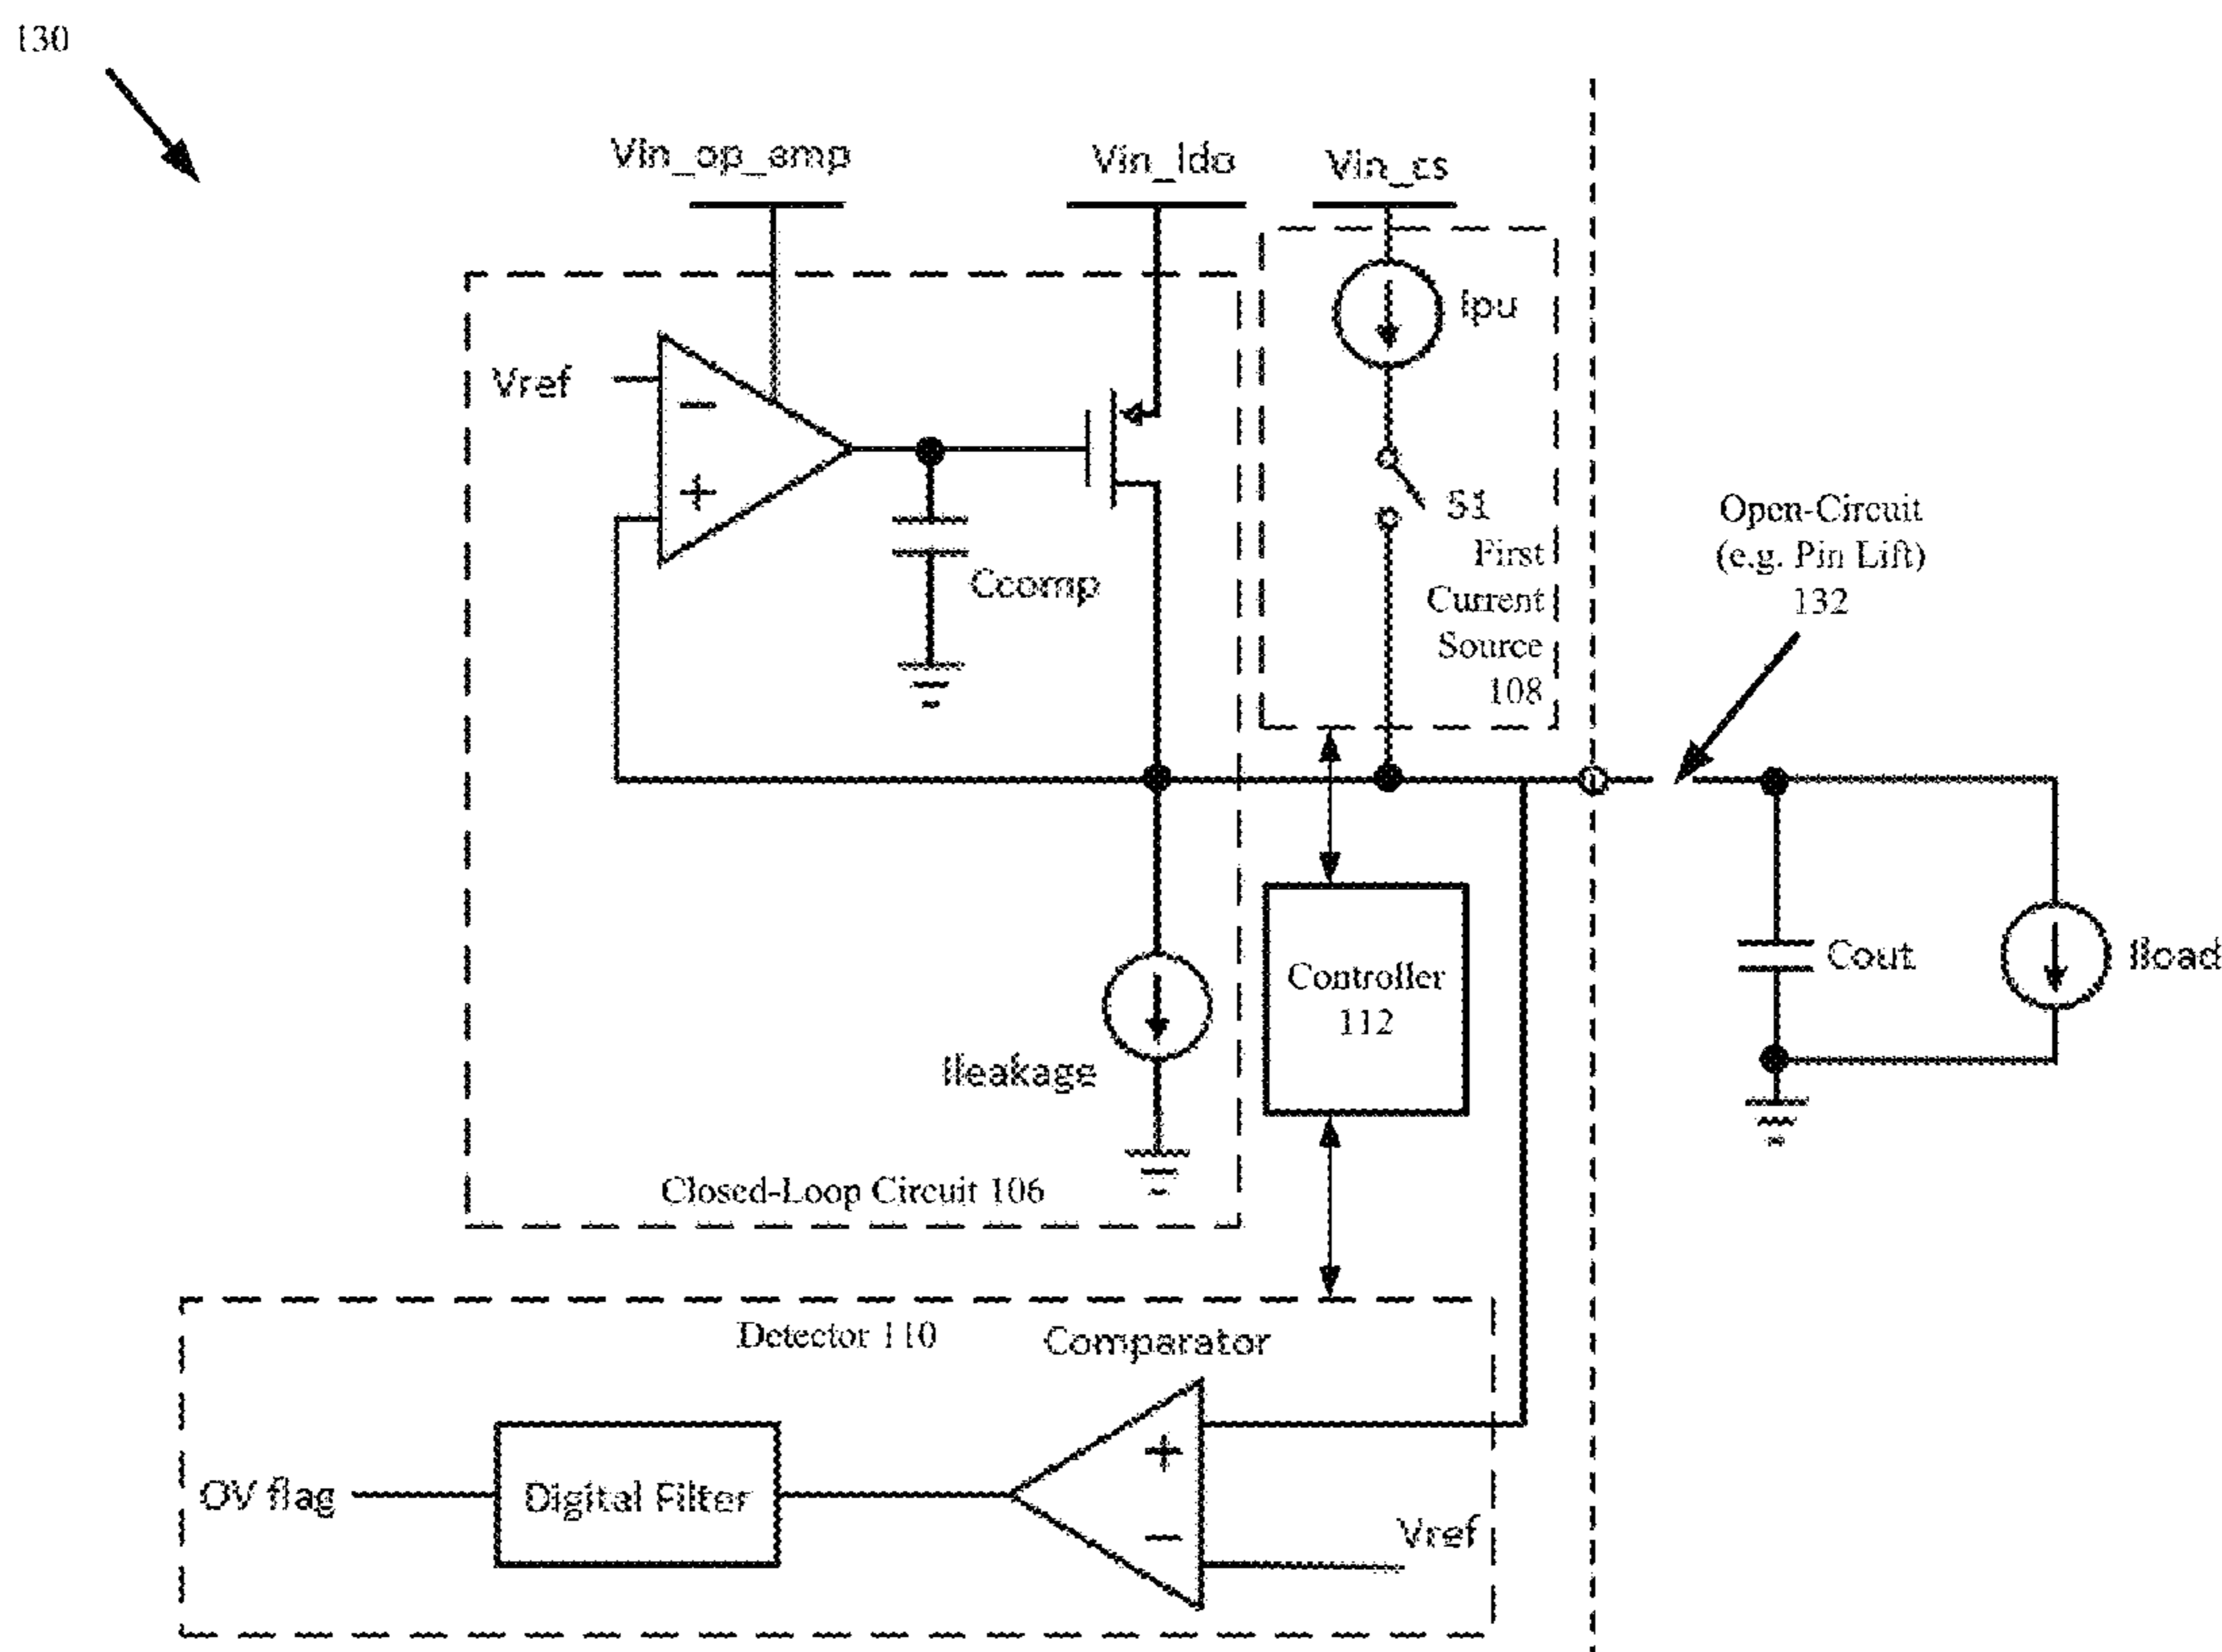 130
Vin_op_amp
Vin_ldo
Vin_cs
Ipu
Vref
−
+
S1
First
Current
Source
108
Ccomp
Open-Circuit
(e.g. Pin Lift)
132
Controller
112
Cout
Iload
Ileakage
Closed-Loop Circuit 106
Detector 110
Comparator
+
−
OV flag
Digital Filter
Vref